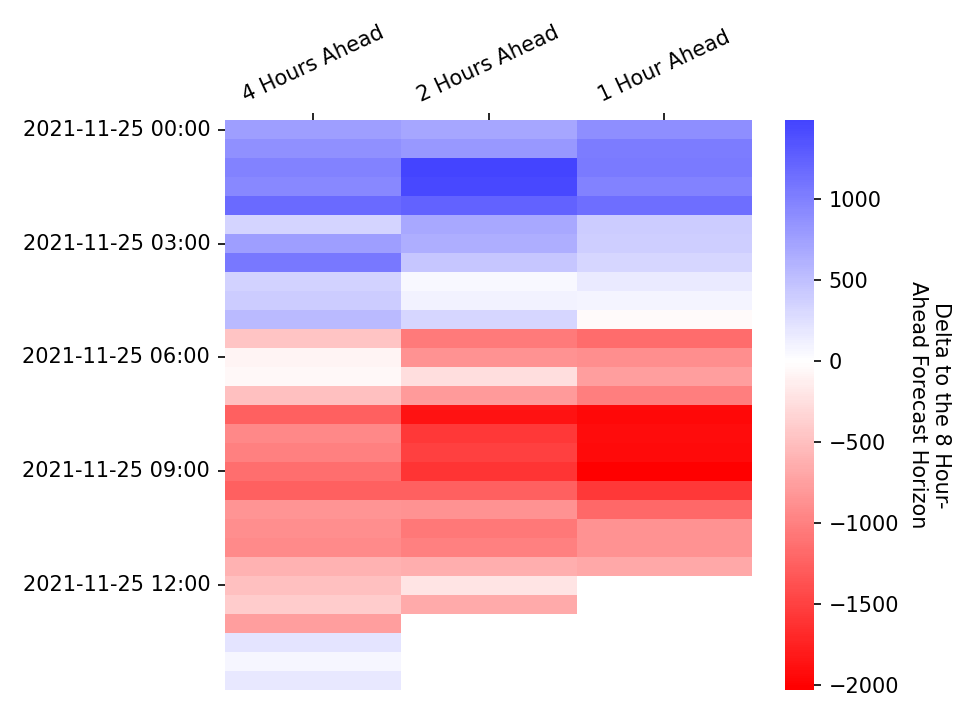 4 Hours Ahead
2 Hours Ahead
1 Hour Ahead
2021-11-25 00:00
2021-11-25 03:00
2021-11-25 06:00
2021-11-25 09:00
2021-11-25 12:00
1000
500
0
−500
−1000
−1500
−2000
Delta to the 8 Hour-
Ahead Forecast Horizon